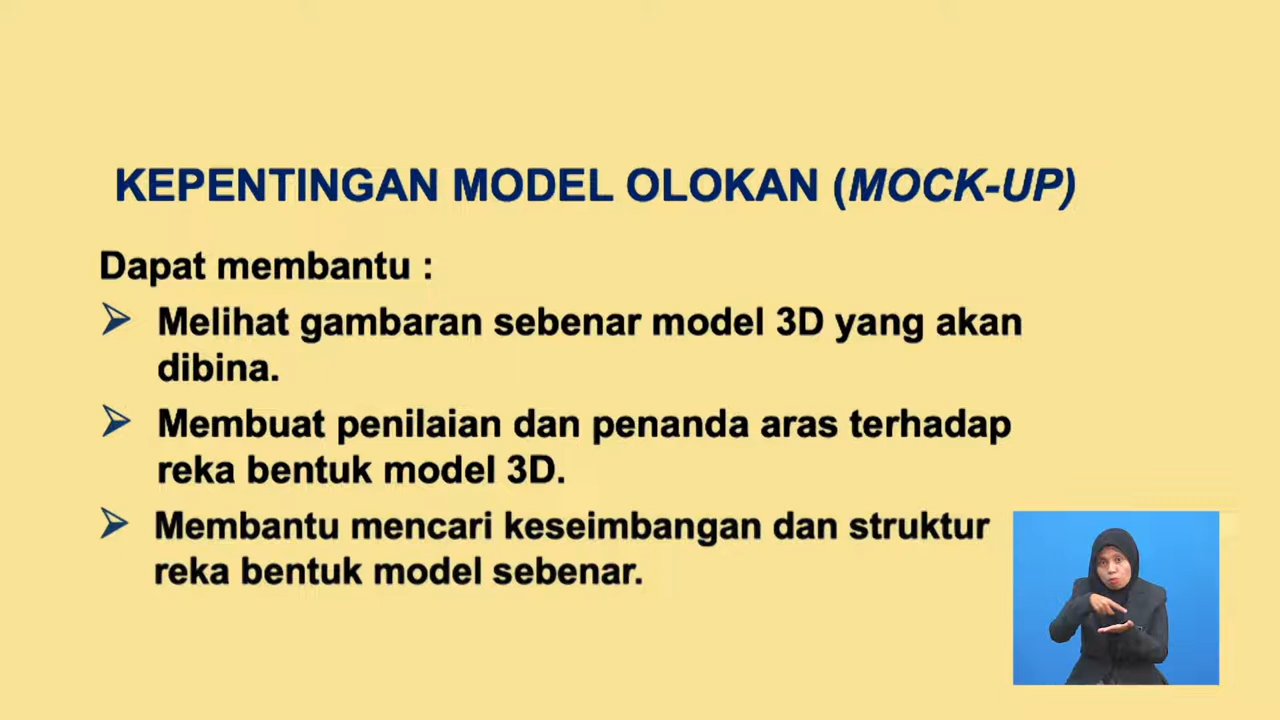 KEPENTINGAN MODEL OLOKAN (MOCK-UP)
Dapat membantu :
Melihat gambaran sebenar model 3D yang akan
dibina.
Membuat penilaian dan penanda aras terhadap
reka bentuk model 3D.
Membantu mencari keseimbangan dan struktur
reka bentuk model sebenar.